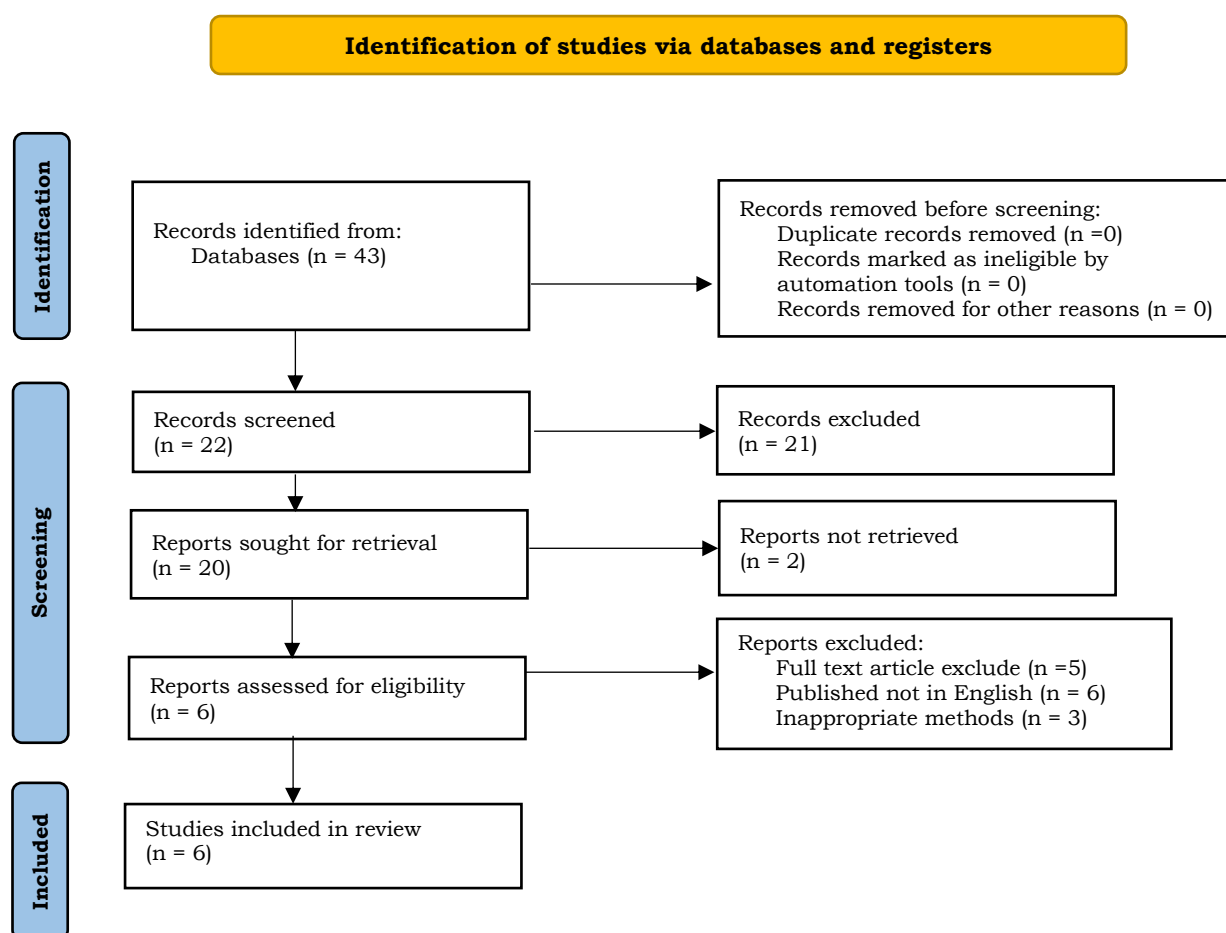 Identification of studies via databases and registers
Identification
Records identified from:
Databases (n = 43)
Records removed before screening:
Duplicate records removed (n =0)
Records marked as ineligible by
automation tools (n = 0)
Records removed for other reasons (n = 0)
Screening
Records screened
(n = 22)
Records excluded
(n = 21)
Reports sought for retrieval
(n = 20)
Reports not retrieved
(n = 2)
Reports assessed for eligibility
(n = 6)
Reports excluded:
Full text article exclude (n =5)
Published not in English (n = 6)
Inappropriate methods (n = 3)
Included
Studies included in review
(n = 6)